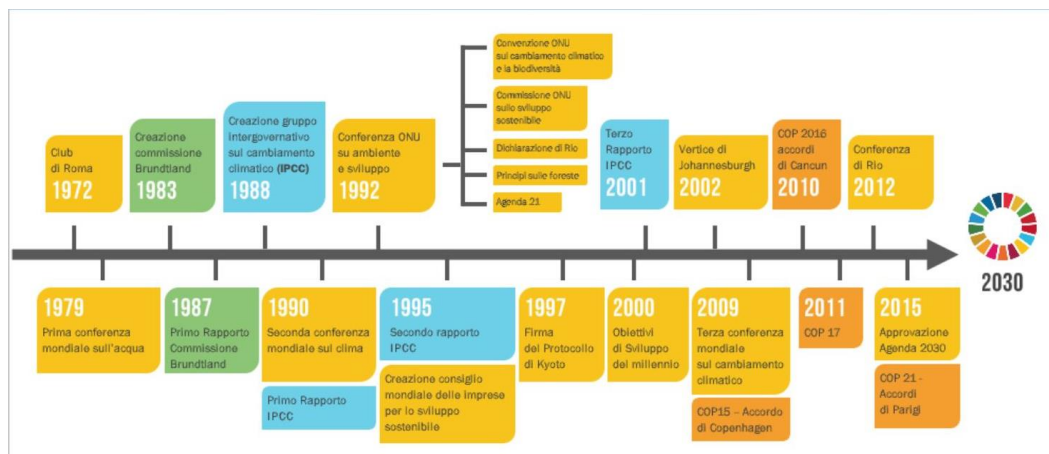 Club
di Roma
1972
Creazione
commissione
Brundtland
1983
Creazione gruppo
intergovernativo
sul cambiamento
climatico (IPCC)
1988
Conferenza ONU
su ambiente
e sviluppo
1992
Convenzione ONU
sul cambiamento climatico
e la biodiversità
Commissione ONU
sullo sviluppo
sostenibile
Dichiarazione di Rio
Principi sulle foreste
Agenda 21
Terzo
Rapporto
IPCC
2001
Vertice di
Johannesburgh
2002
COP 2016
accordi
di Cancun
2010
Conferenza
di Rio
2012
2030
1979
Prima conferenza
mondiale sull'acqua
1987
Primo Rapporto
Commissione
Brundtland
1990
Seconda conferenza
mondiale sul clima
Primo Rapporto
IPCC
1995
Secondo rapporto
IPCC
Creazione consiglio
mondiale delle imprese
per lo sviluppo
sostenibile
1997
Firma
del Protocollo
di Kyoto
2000
Obiettivi
di Sviluppo
del millennio
2009
Terza conferenza
mondiale
sul cambiamento
climatico
COP15 – Accordo
di Copenhagen
2011
COP 17
2015
Approvazione
Agenda 2030
COP 21 -
Accordi
di Parigi